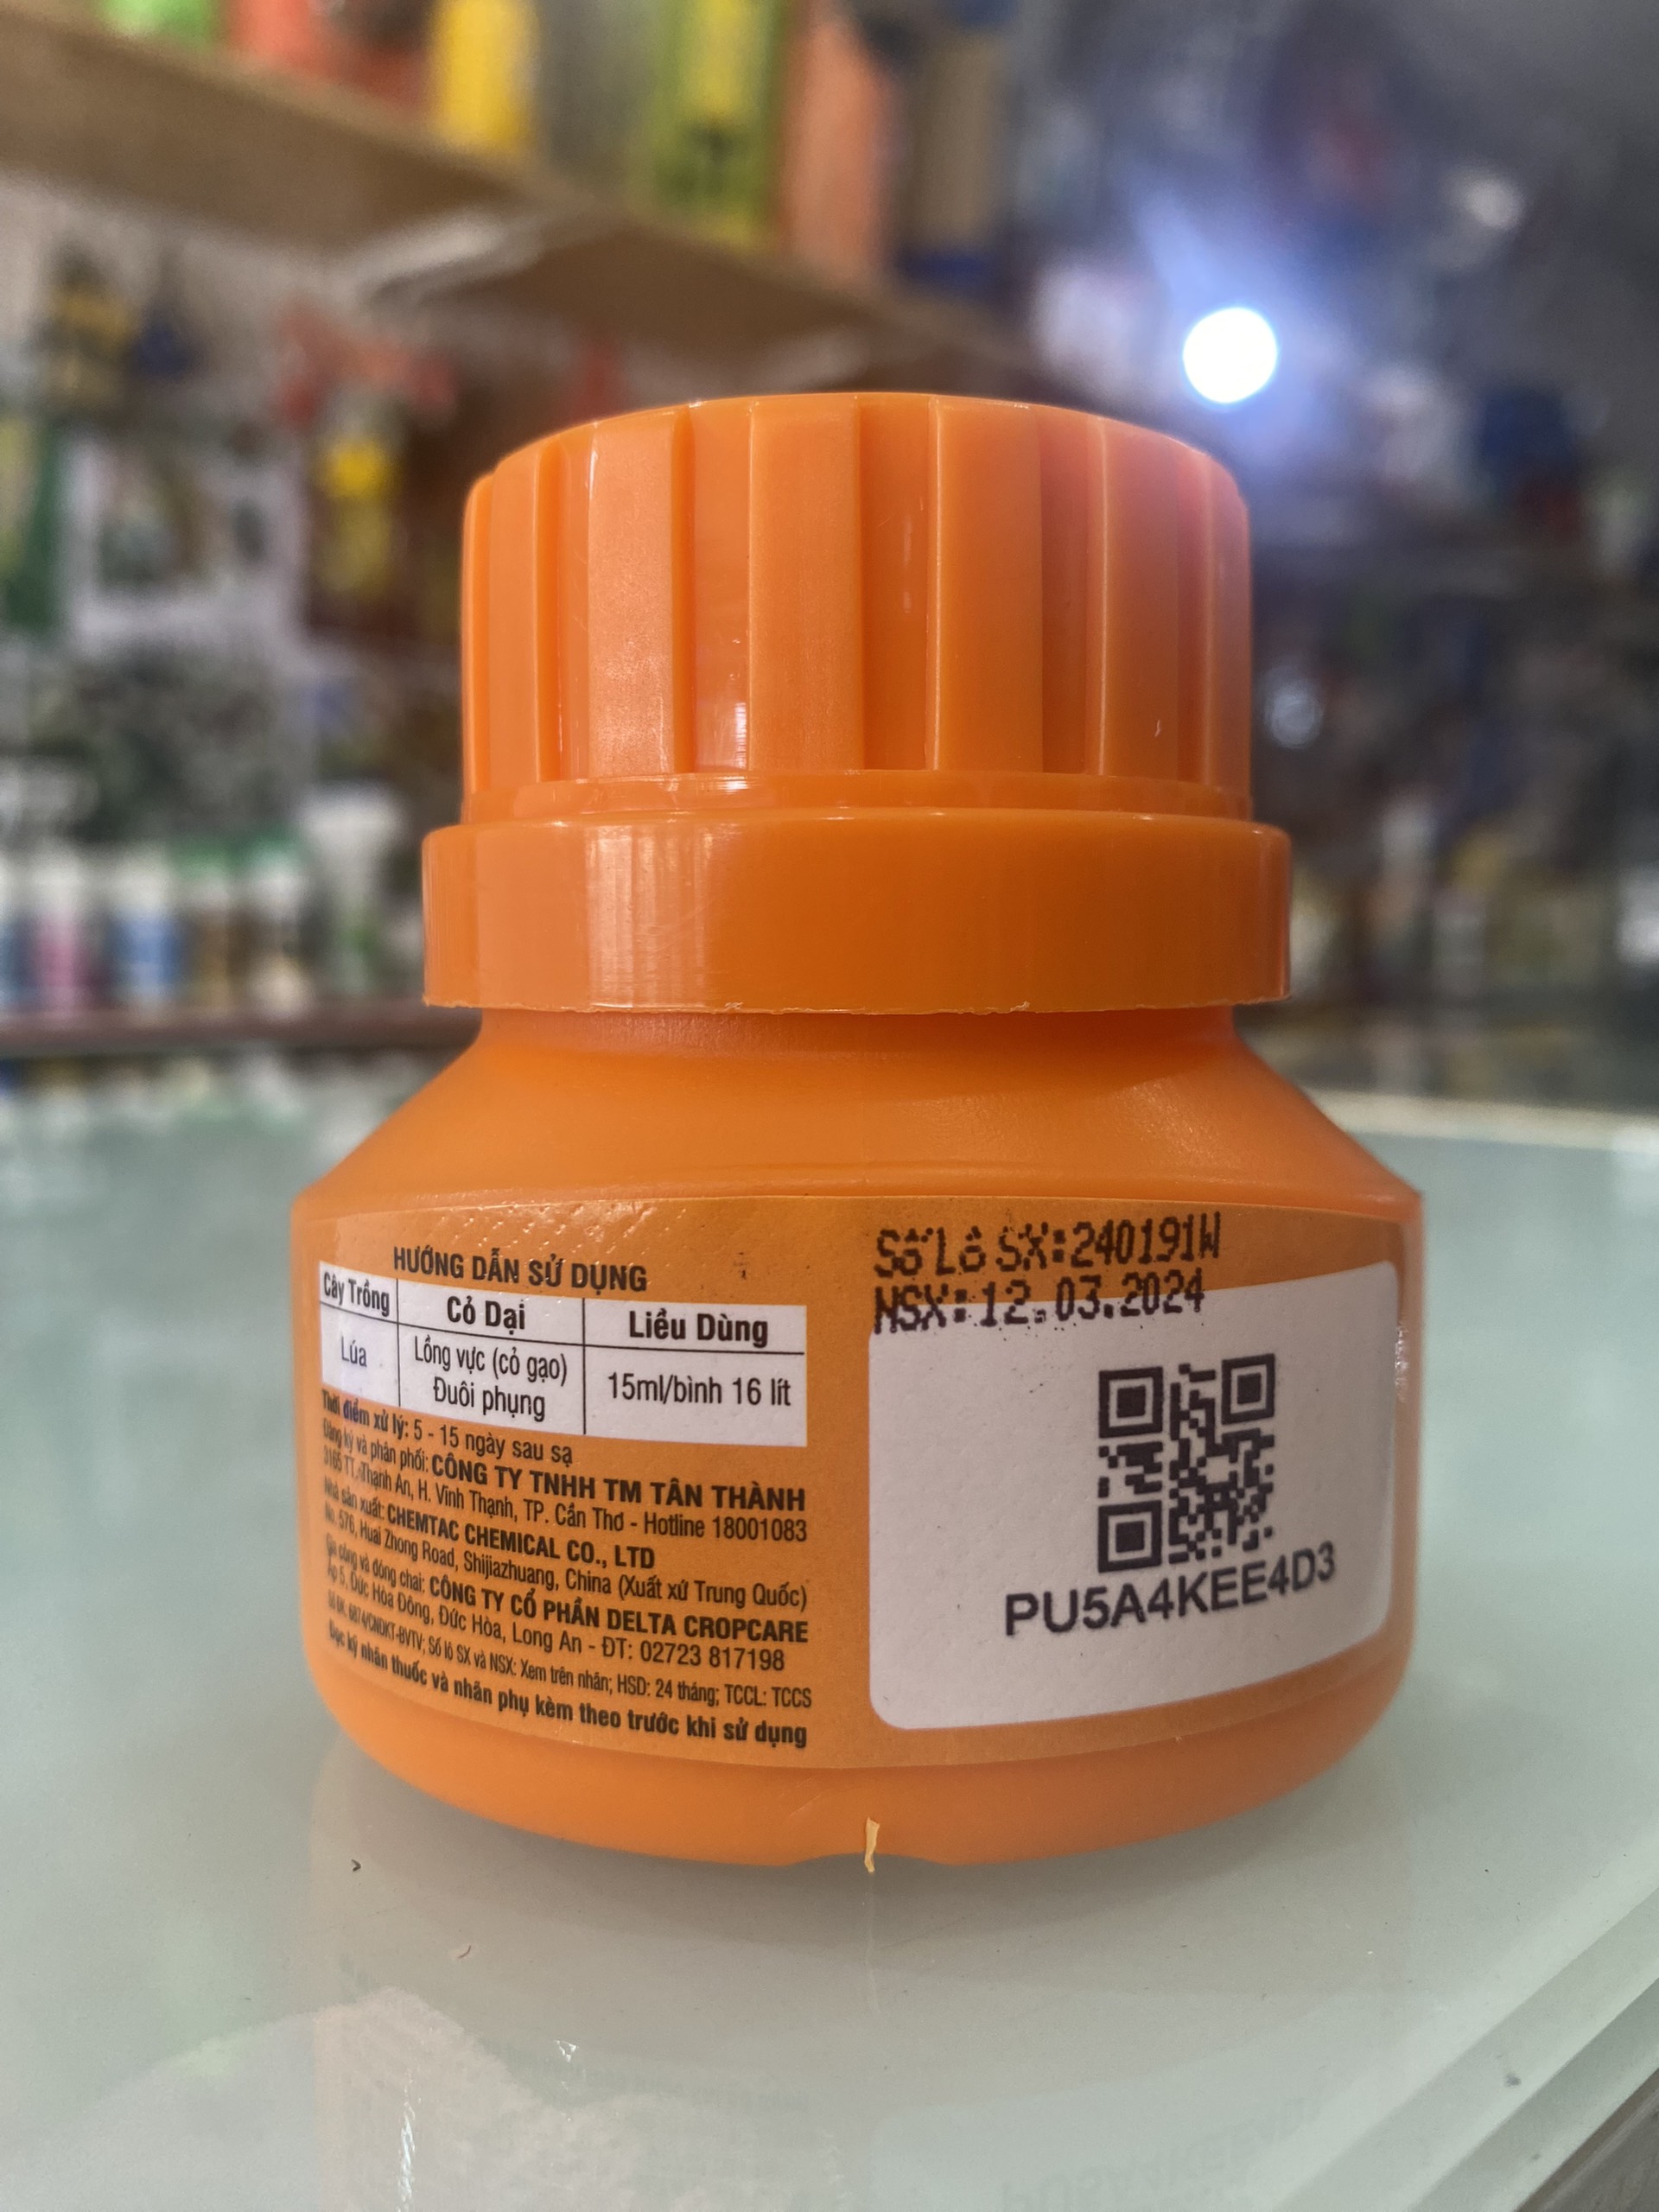 HƯỚNG DẪN SỬ DỤNG
Cây Trồng Cỏ Dại Liều Dùng
Lúa Lồng vực (cỏ gạo) 15ml/bình 16 lít
Đuôi phụng
Thời điểm xử lý: 5 - 15 ngày sau sạ
Đăng ký và phân phối: CÔNG TY TNHH TM TÂN THÀNH
3165 TT. Thạnh An, H. Vĩnh Thạnh, TP. Cần Thơ - Hotline 18001083
Nhà sản xuất: CHEMTAC CHEMICAL CO., LTD
No. 576, Huai Zhong Road, Shijiazhuang, China (Xuất xứ Trung Quốc)
Gia công và đóng chai: CÔNG TY CỔ PHẦN DELTA CROPCARE
Ấp 5, Đức Hòa Đông, Đức Hòa, Long An - ĐT: 02723 817198
Số ĐK: 6874/CNĐKT-BVTV; Số lô SX và NSX: Xem trên nhãn; HSD: 24 tháng; TCCL: TCCS
Đọc kỹ nhãn thuốc và nhãn phụ kèm theo trước khi sử dụng
Số Lô SX:240191W
NSX:12.03.2024
PU5A4KEE4D3